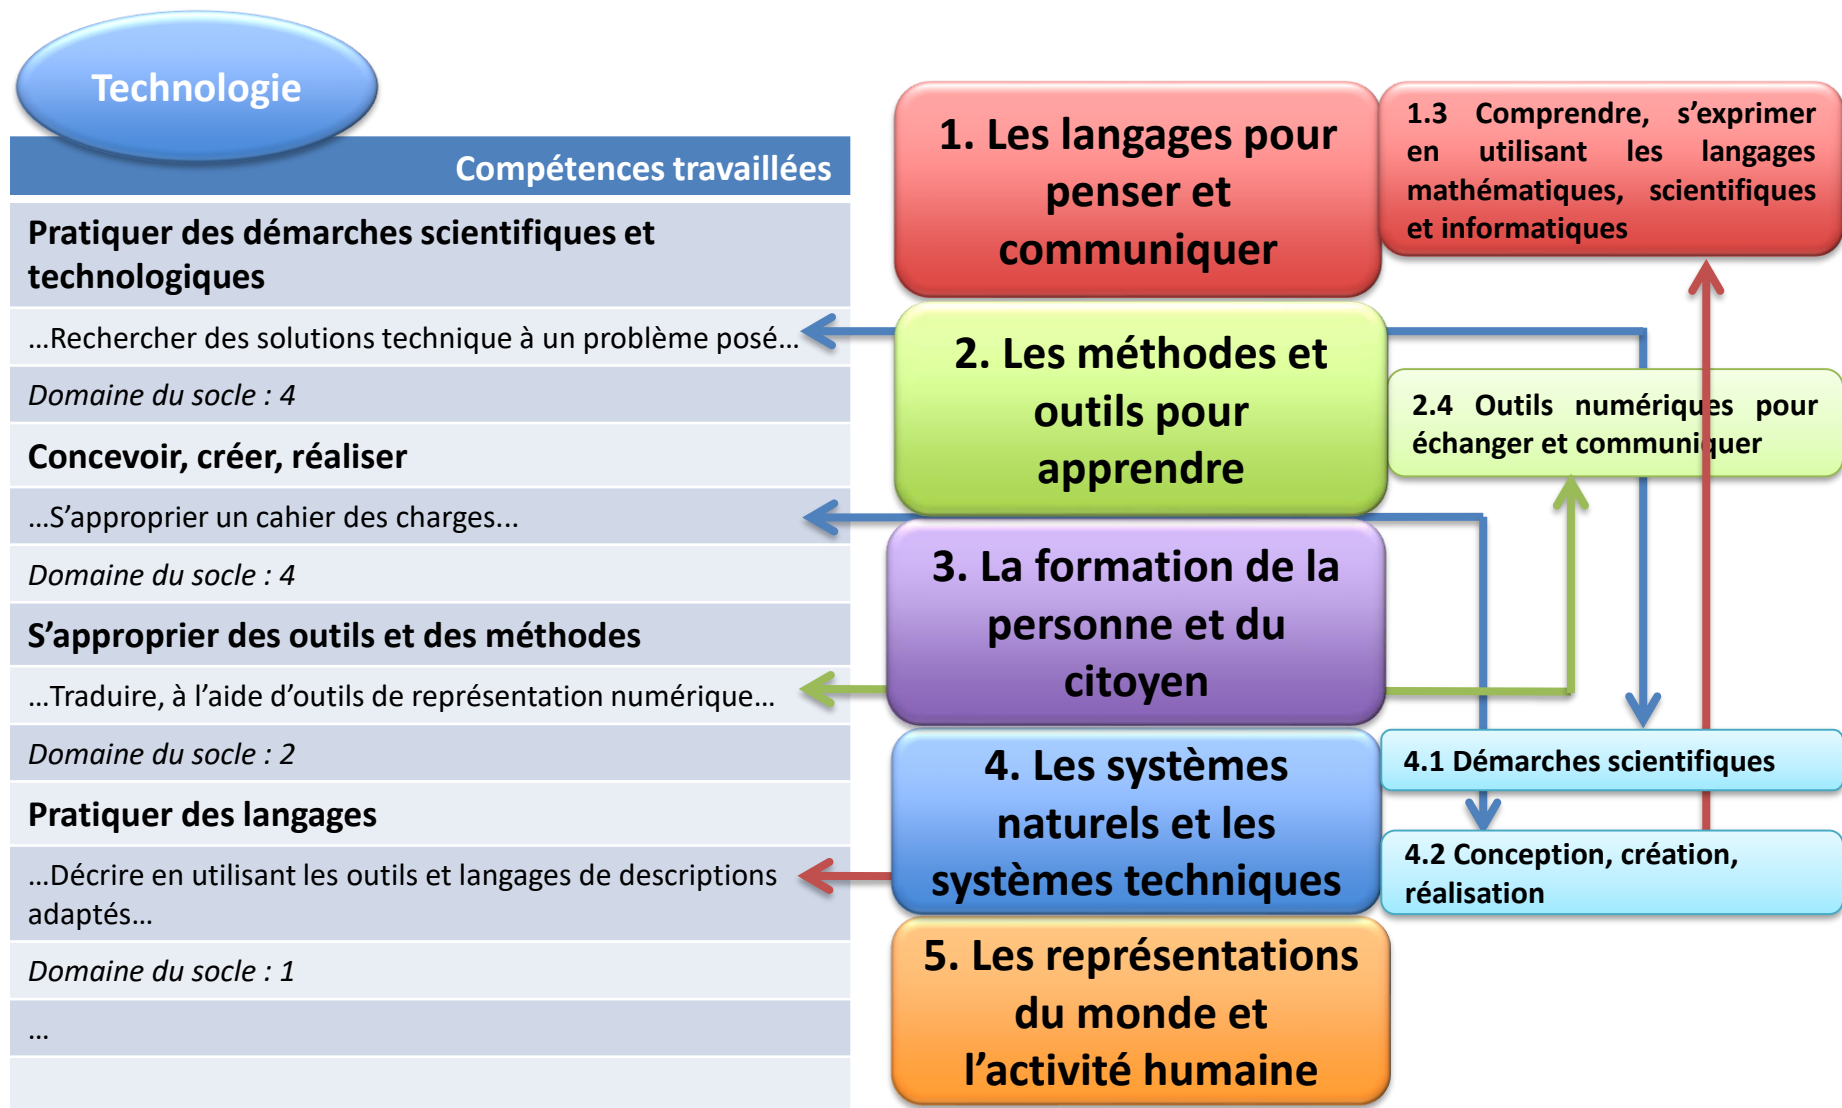 Technologie
Compétences travaillées
Pratiquer des démarches scientifiques et
technologiques
...Rechercher des solutions technique à un problème posé...
Domaine du socle : 4
Concevoir, créer, réaliser
...S'approprier un cahier des charges...
Domaine du socle : 4
S'approprier des outils et des méthodes
...Traduire, à l'aide d'outils de représentation numérique...
Domaine du socle : 2
Pratiquer des langages
...Décrire en utilisant les outils et langages de descriptions
adaptés...
Domaine du socle : 1
...
1. Les langages pour
penser et
communiquer
2. Les méthodes et
outils pour
apprendre
3. La formation de la
personne et du
citoyen
4. Les systèmes
naturels et les
systèmes techniques
5. Les représentations
du monde et
l'activité humaine
1.3 Comprendre, s'exprimer
en utilisant les langages
mathématiques, scientifiques
et informatiques
2.4 Outils numériques pour
échanger et communiquer
4.1 Démarches scientifiques
4.2 Conception, création,
réalisation